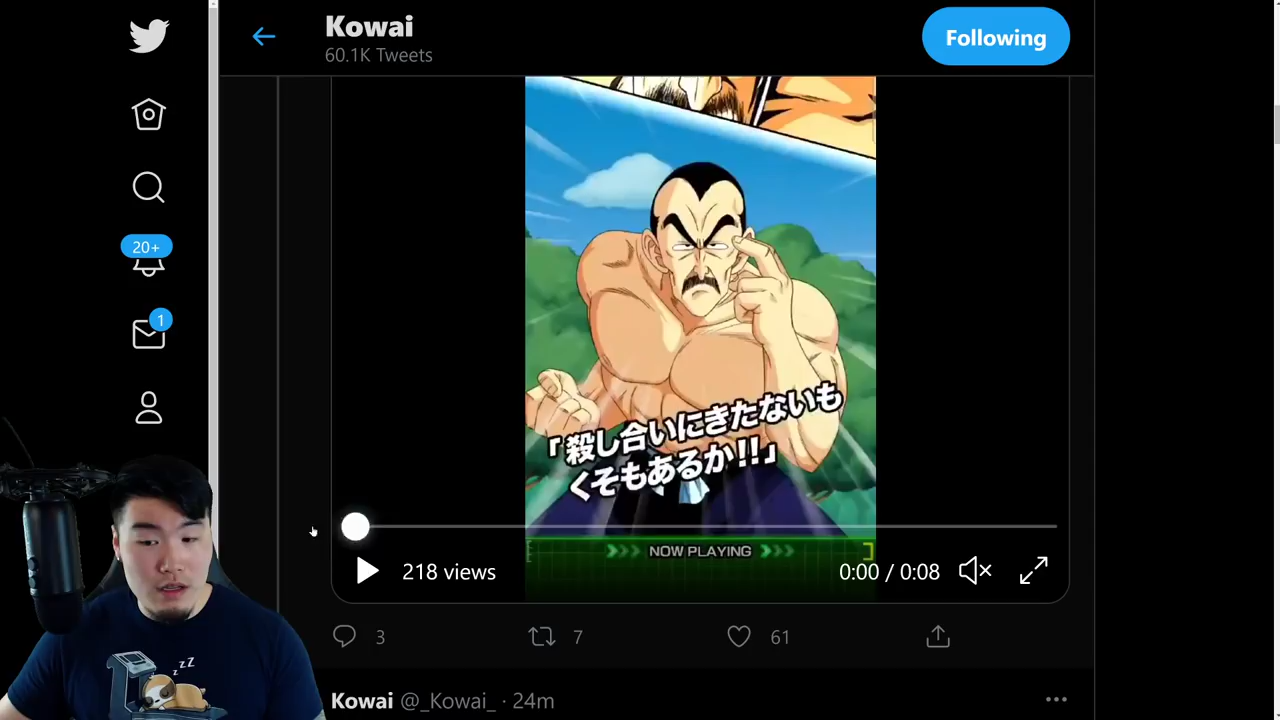 Kowai
60.1K Tweets
Following
20+
1
「殺し合いにきたないも
くそもあるか!!」
>>> NOW PLAYING >>>
218 views
0:00 / 0:08
3
7
61
z z Z
Kowai @_Kowai_ · 24m